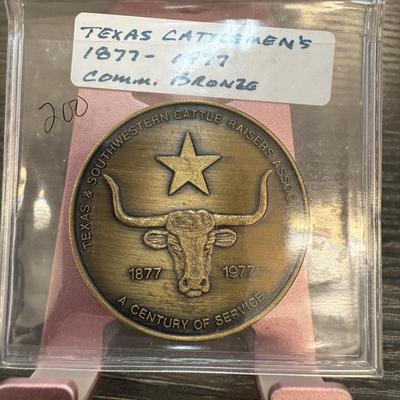 TEXAS CATTLEMEN'S
1877- 1977
COMM. BRONZE
200
TEXAS & SOUTHWESTERN CATTLE RAISERS ASSOC.
1877 1977
A CENTURY OF SERVICE